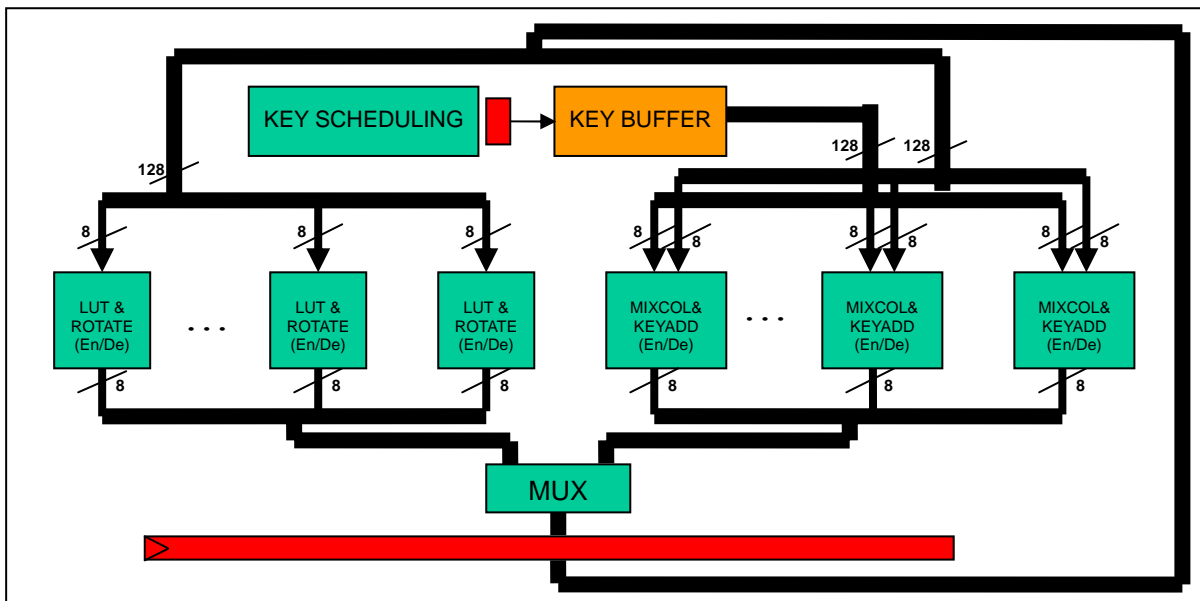 KEY SCHEDULING
KEY BUFFER
128
128
128
8
8
8
8
8
8
8
8
8
LUT &
ROTATE
(En/De)
. . .
LUT &
ROTATE
(En/De)
LUT &
ROTATE
(En/De)
MIXCOL&
KEYADD
(En/De)
. . .
MIXCOL&
KEYADD
(En/De)
MIXCOL&
KEYADD
(En/De)
8
8
8
8
8
8
MUX